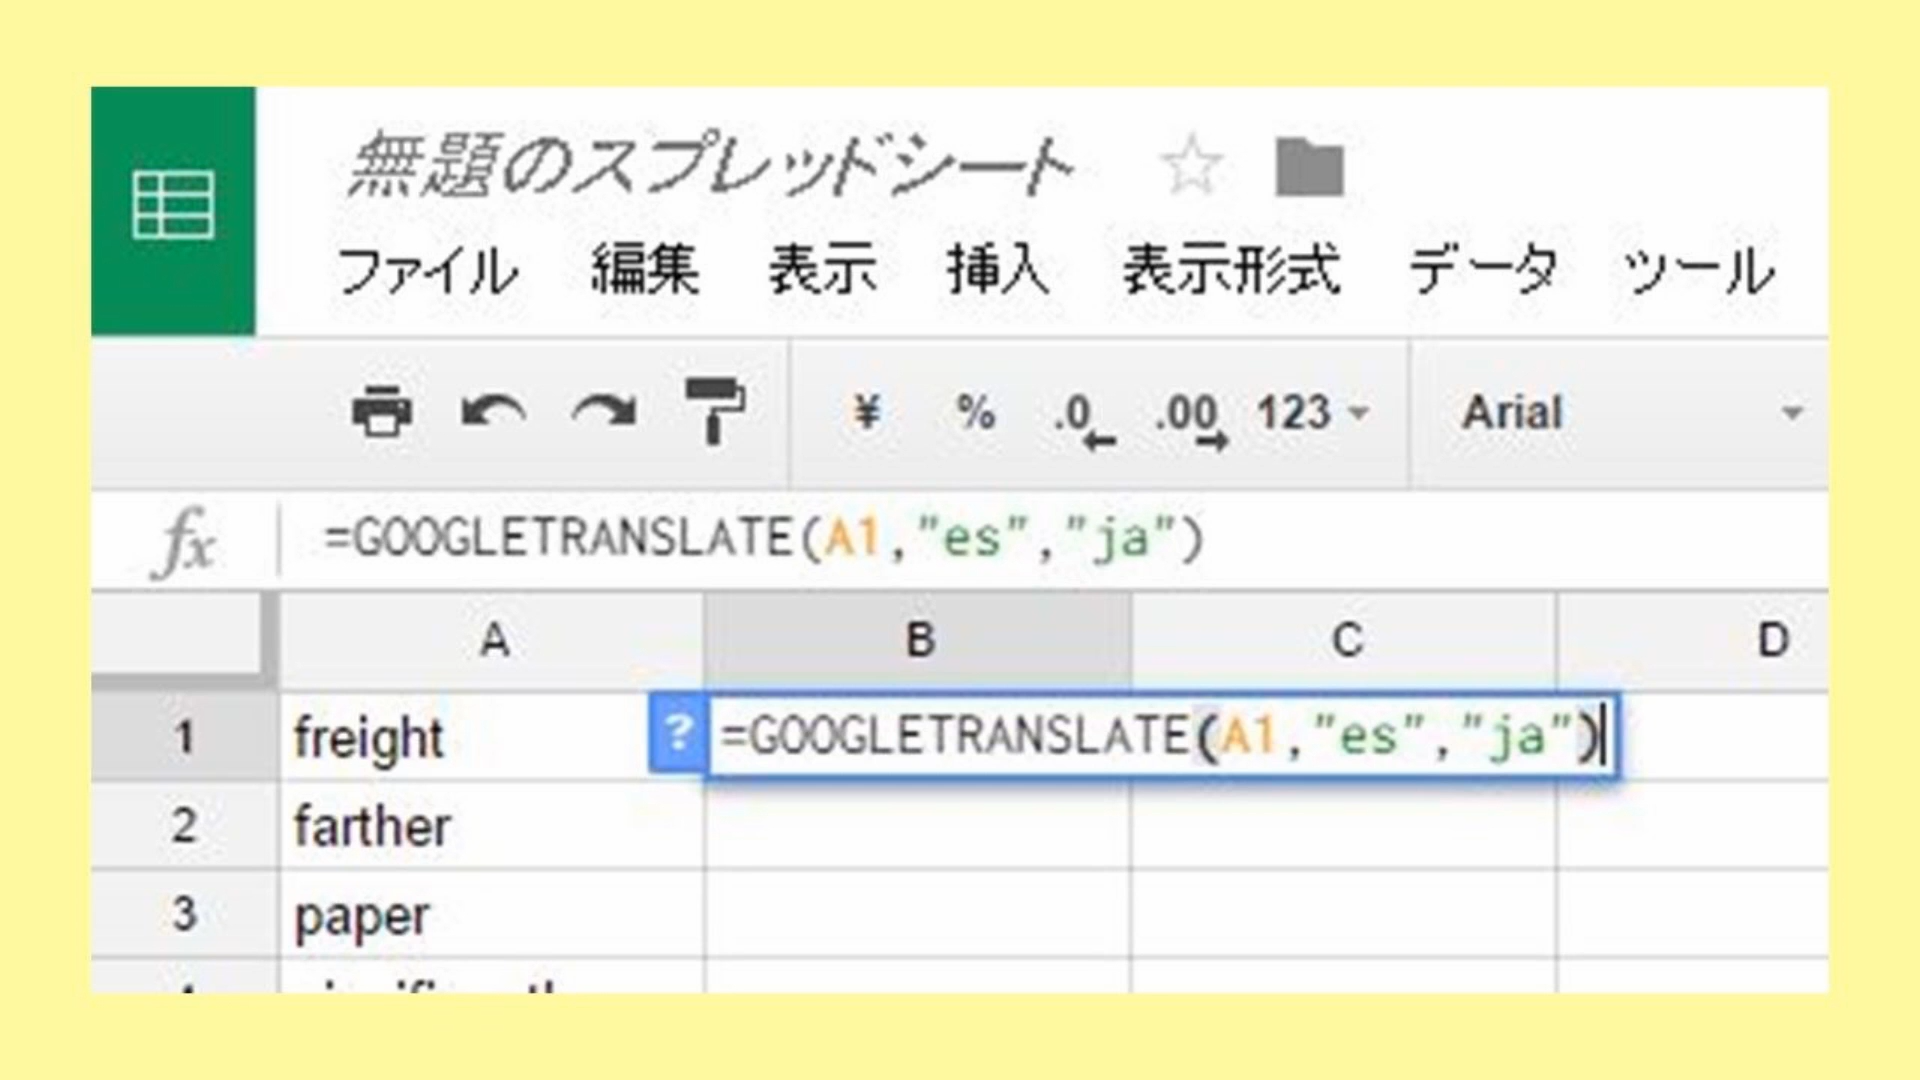 無題のスプレッドシート
ファイル 編集 表示 挿入 表示形式 データ ツール
¥ % .0 .00 123 Arial
fx =GOOGLETRANSLATE(A1,"es","ja")
A B C D
1 freight ? =GOOGLETRANSLATE(A1,"es","ja")
2 farther
3 paper